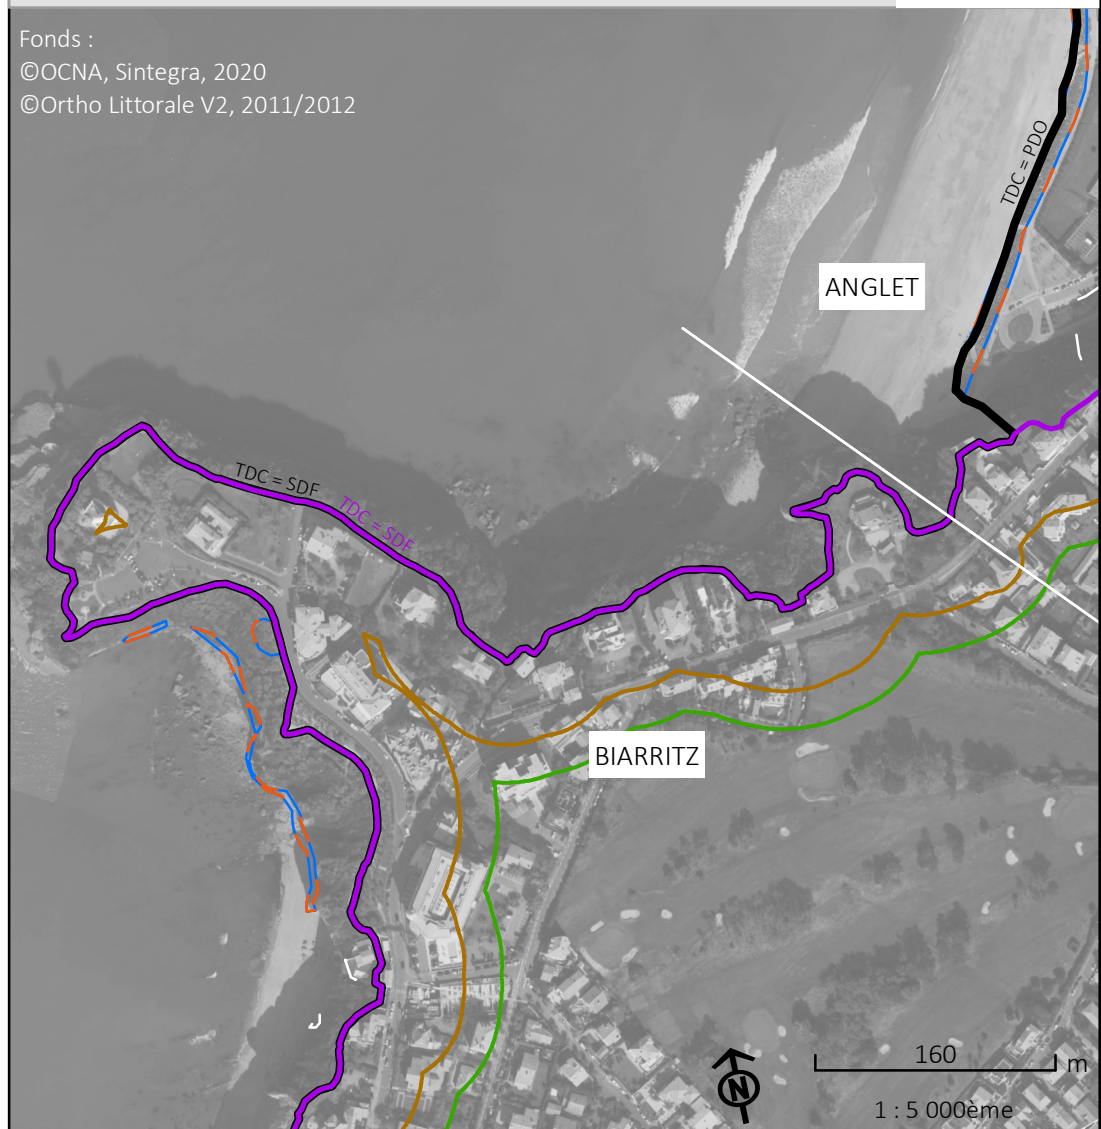 Fonds :
©OCNA, Sintegra, 2020
©Ortho Littorale V2, 2011/2012
TDC = PDO
ANGLET
TDC = SDF
TDC = SDF
BIARRITZ
160
m
N
1 : 5 000ème